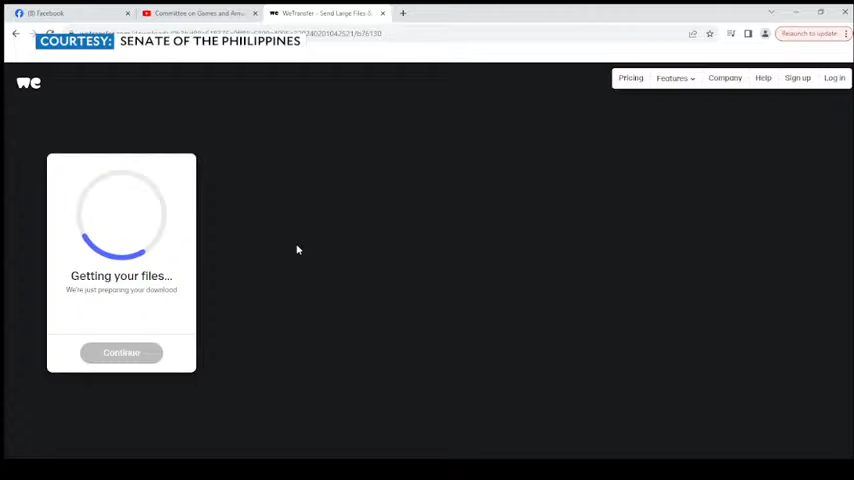 (8) Facebook
Committee on Games and Am
WeTransfer - Send Large Files &
Relaunch to update
COURTESY: SENATE OF THE PHILIPPINES
we
Pricing Features Company Help Sign up Log in
Getting your files...
We're just preparing your download
Continue